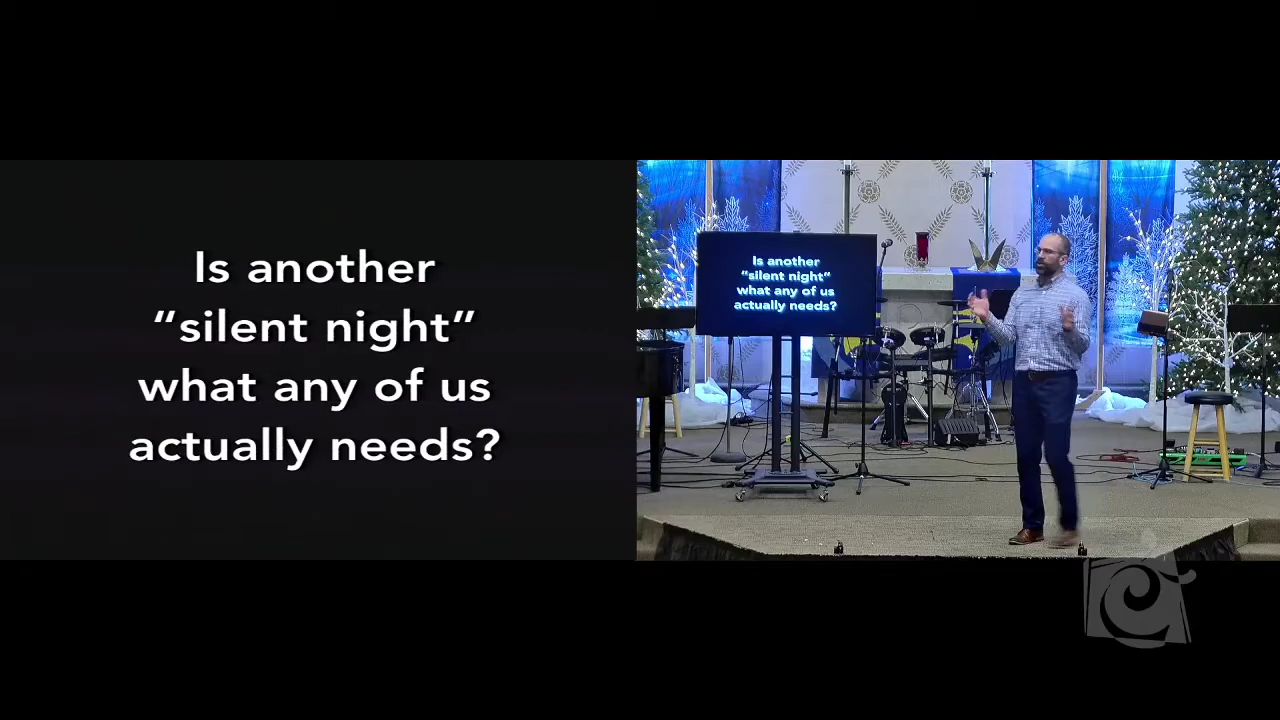 Is another
“silent night”
what any of us
actually needs?
Is another
“silent night”
what any of us
actually needs?